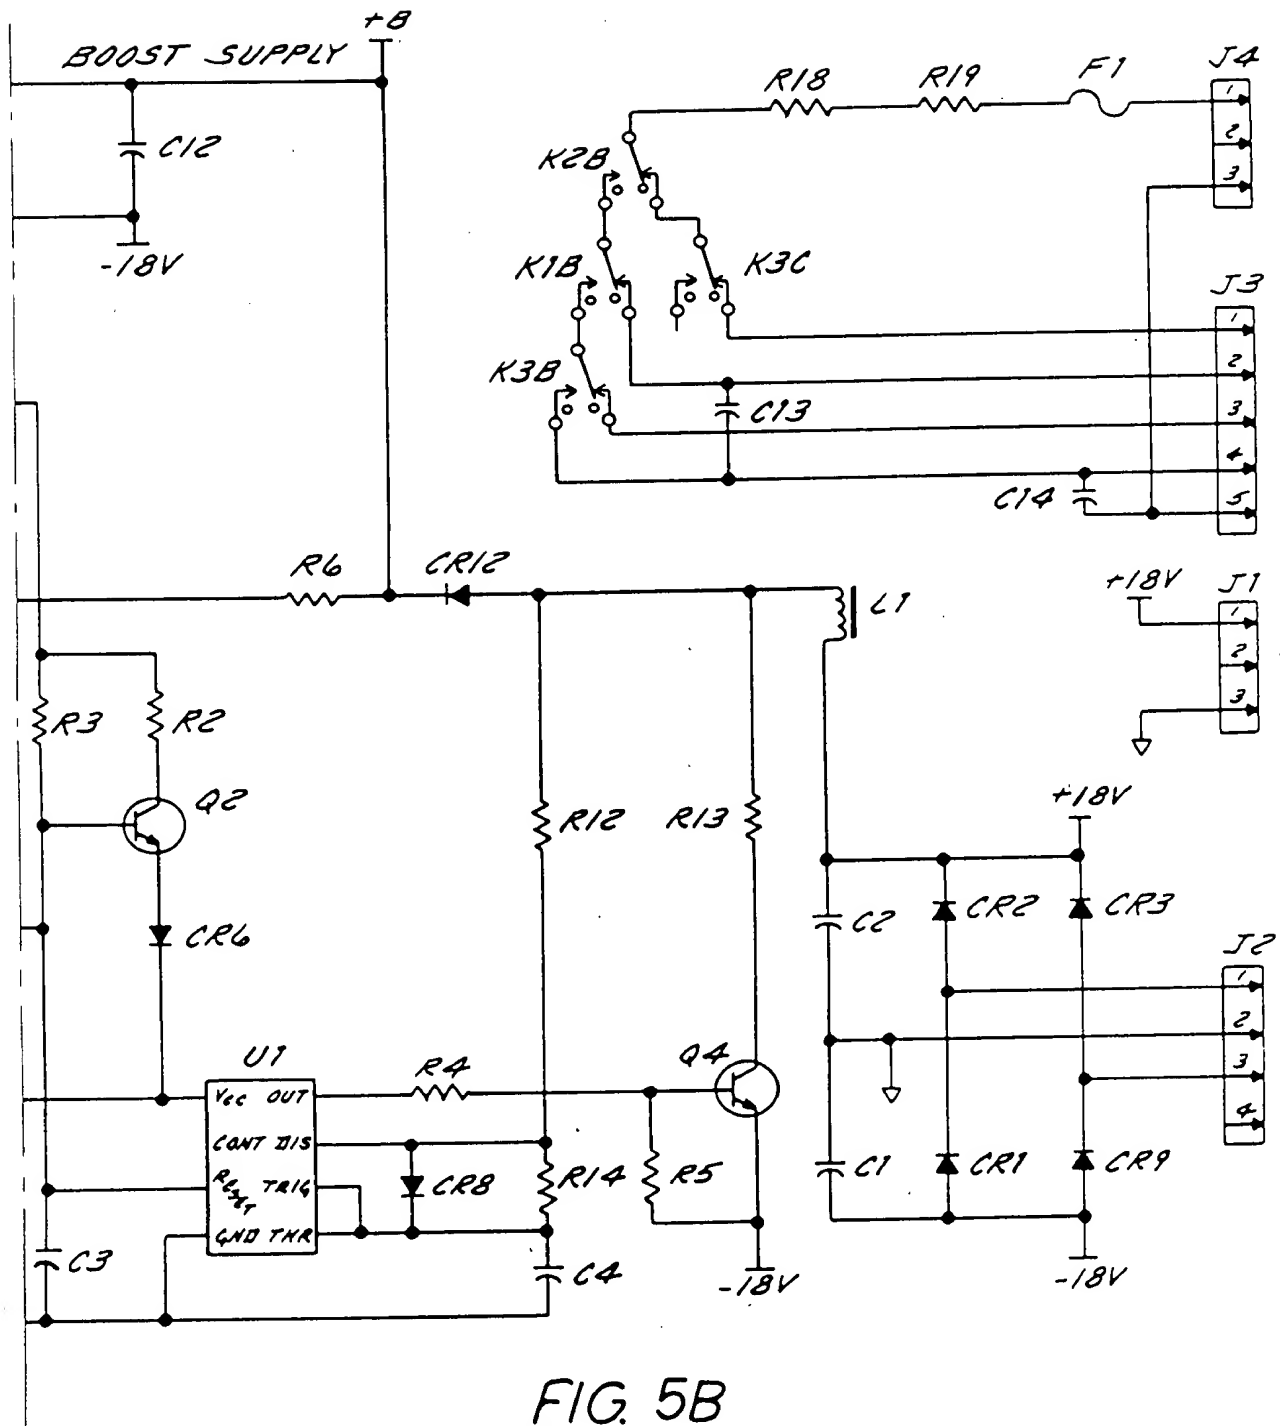 +B
BOOST SUPPLY
C12
-18V
R18
R19
F1
J4
1
2
3
K2B
K1B
K3C
K3B
C13
C14
J3
1
2
3
4
5
R6
CR12
L1
+18V
J1
1
2
3
R3
R2
Q2
R12
R13
+18V
CR6
C2
CR2
CR3
J2
1
2
3
4
U1
VCC OUT
CONT DIS
RESET TRIG
GND THR
R4
Q4
CR8
R14
R5
C1
CR1
CR9
C3
C4
-18V
-18V
FIG. 5B